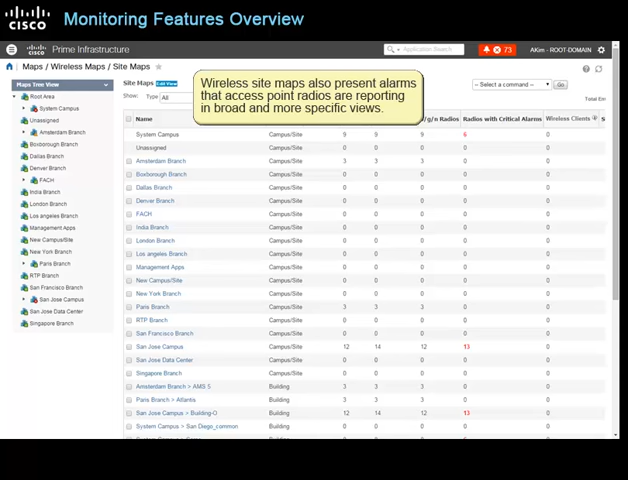 CISCO
Monitoring Features Overview
CISCO
Prime Infrastructure
Application Search
73
AKim - ROOT-DOMAIN
Maps / Wireless Maps / Site Maps
Maps Tree View
Root Area
System Campus
Unassigned
Amsterdam Branch
Boxborough Branch
Dallas Branch
Denver Branch
FACH
India Branch
London Branch
Los angeles Branch
Management Apps
New Campus/Site
New York Branch
Paris Branch
RTP Branch
San Francisco Branch
San Jose Campus
San Jose Data Center
Singapore Branch
Site Maps Edit View
Show: Type All
Wireless site maps also present alarms
that access point radios are reporting
in broad and more specific views.
-- Select a command -- Go
Total En
Name /g/n Radios Radios with Critical Alarms Wireless Clients S
System Campus Campus/Site 9 9 9 6 0
Unassigned Campus/Site 0 0 0 0 0
Amsterdam Branch Campus/Site 3 3 3 0 0
Boxborough Branch Campus/Site 0 0 0 0 0
Dallas Branch Campus/Site 0 0 0 0 0
Denver Branch Campus/Site 0 0 0 0 0
FACH Campus/Site 0 0 0 0 0
India Branch Campus/Site 0 0 0 0 0
London Branch Campus/Site 0 0 0 0 0
Los angeles Branch Campus/Site 0 0 0 0 0
Management Apps Campus/Site 0 0 0 0 0
New Campus/Site Campus/Site 0 0 0 0 0
New York Branch Campus/Site 0 0 0 0 0
Paris Branch Campus/Site 3 3 3 0 0
RTP Branch Campus/Site 0 0 0 0 0
San Francisco Branch Campus/Site 0 0 0 0 0
San Jose Campus Campus/Site 12 14 12 13 0
San Jose Data Center Campus/Site 0 0 0 0 0
Singapore Branch Campus/Site 0 0 0 0 0
Amsterdam Branch > AMS 5 Building 3 3 3 0 0
Paris Branch > Atlantis Building 3 3 3 0 0
San Jose Campus > Building-O Building 12 14 12 13 0
System Campus > San Diego_common Building 0 0 0 0 0